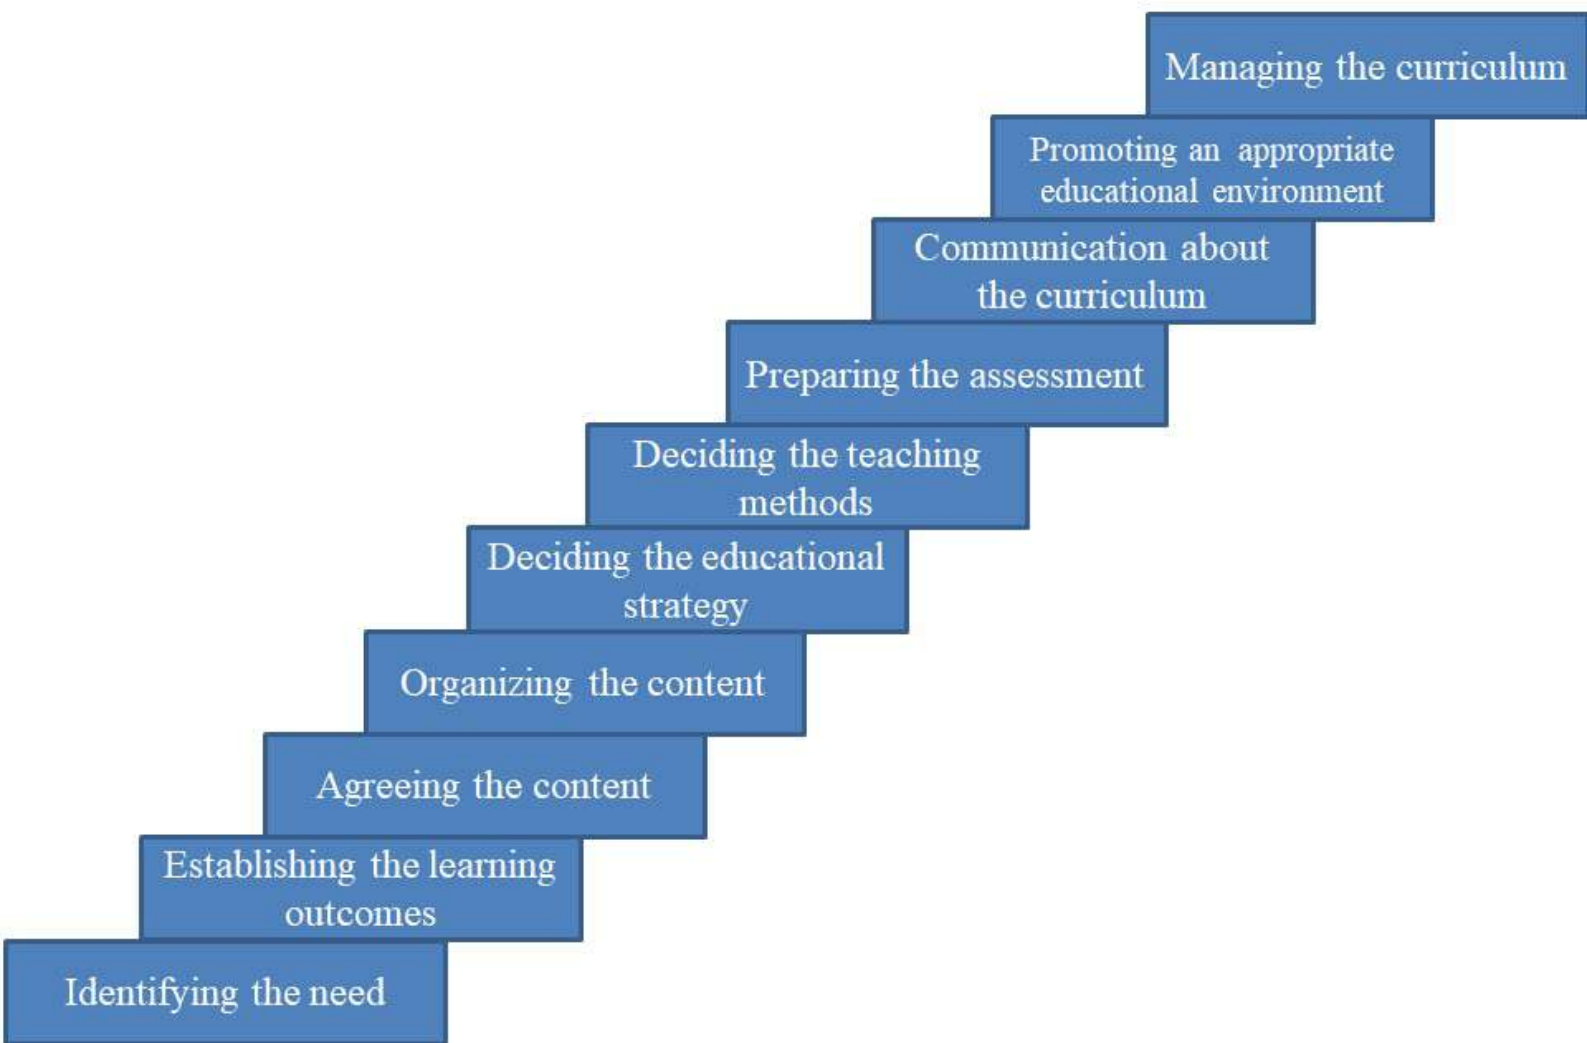 Managing the curriculum
Promoting an appropriate
educational environment
Communication about
the curriculum
Preparing the assessment
Deciding the teaching
methods
Deciding the educational
strategy
Organizing the content
Agreeing the content
Establishing the learning
outcomes
Identifying the need